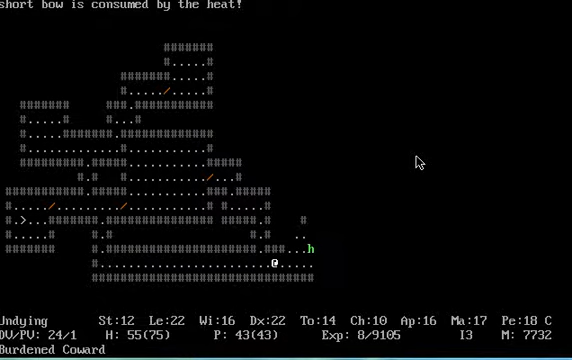 short bow is consumed by the heat!
Undying St:12 Le:22 Wi:16 Dx:22 To:14 Ch:10 Ap:16 Ma:17 Pe:18 C
DV/PV: 24/1 H: 55(75) P: 43(43) Exp: 8/9105 I3 M: 7732
Burdened Coward